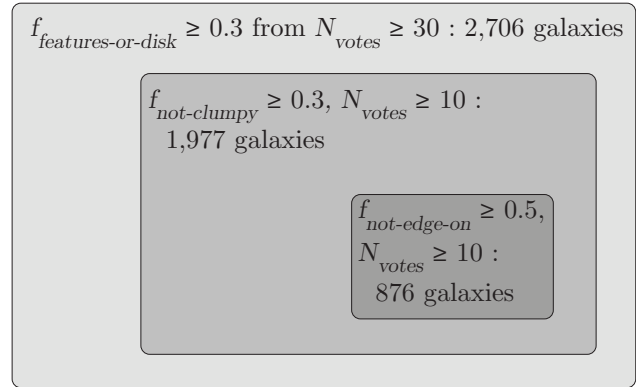 f_features-or-disk ≥ 0.3 from N_votes ≥ 30 : 2,706 galaxies
f_not-clumpy ≥ 0.3, N_votes ≥ 10 :
1,977 galaxies
f_not-edge-on ≥ 0.5,
N_votes ≥ 10 :
876 galaxies